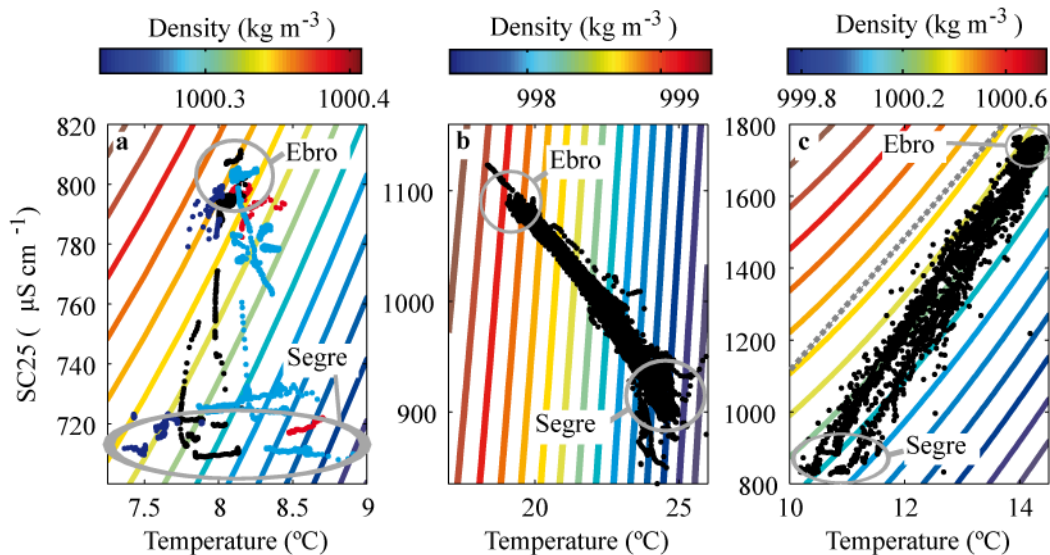 Density (kg m-3 ) Density (kg m-3 ) Density (kg m-3 )
1000.3 1000.4 998 999 999.8 1000.2 1000.6
820 800 780 760 740 720
SC25 ( µS cm -1)
a Ebro Segre
7.5 8 8.5 9
Temperature (ºC)
1100 1000 900
b Ebro Segre
20 25
Temperature (ºC)
1800 1600 1400 1200 1000 800
c Ebro Segre
10 12 14
Temperature (ºC)